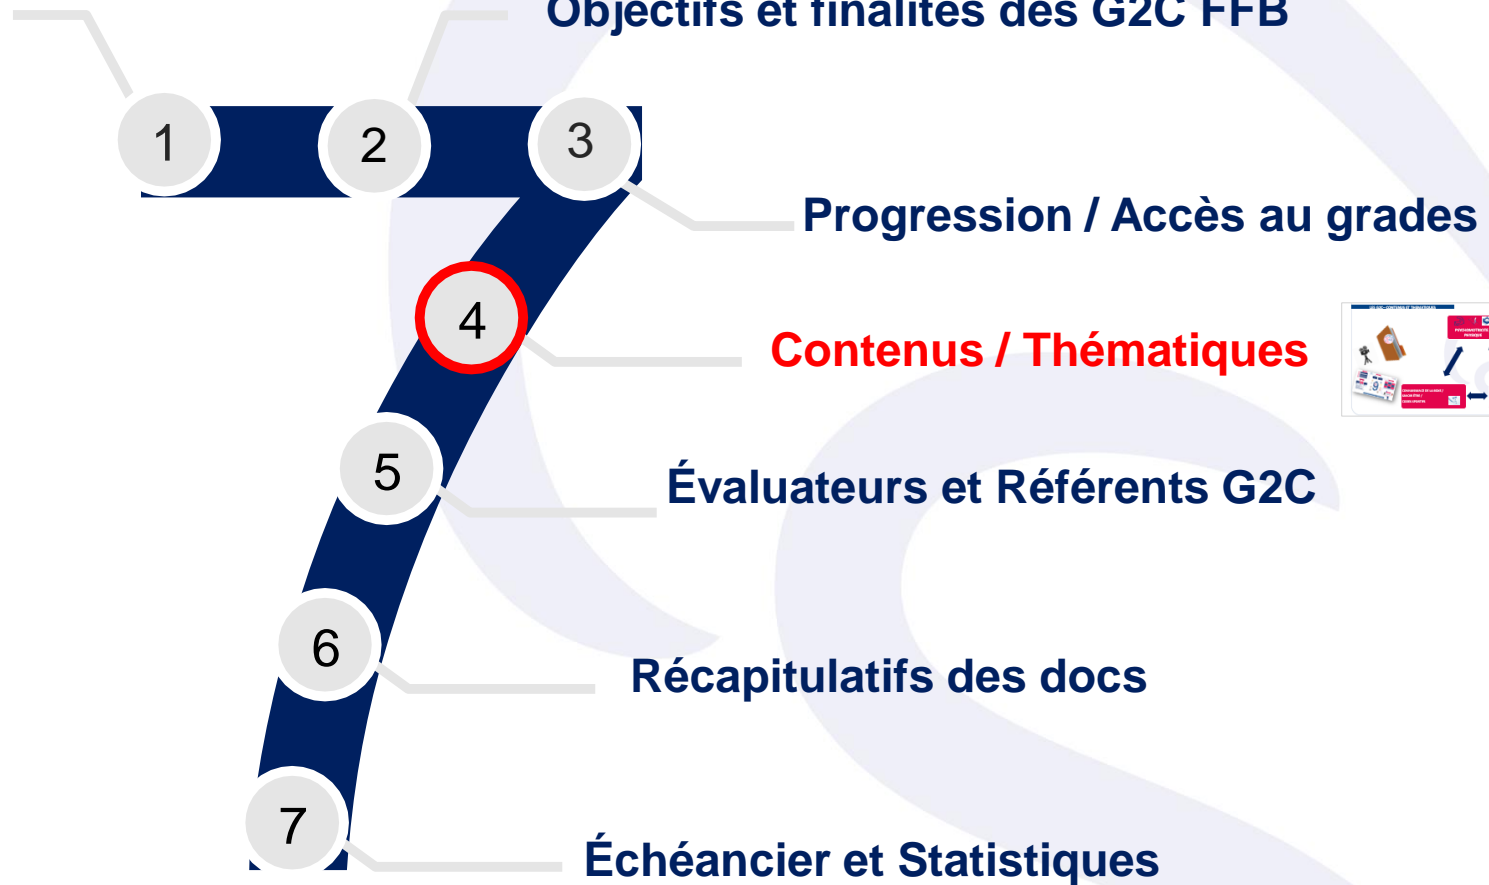 Objectifs et finalités des G2C FFB
1
2
3
Progression / Accès au grades
4
Contenus / Thématiques
5
Évaluateurs et Référents G2C
6
Récapitulatifs des docs
7
Échéancier et Statistiques